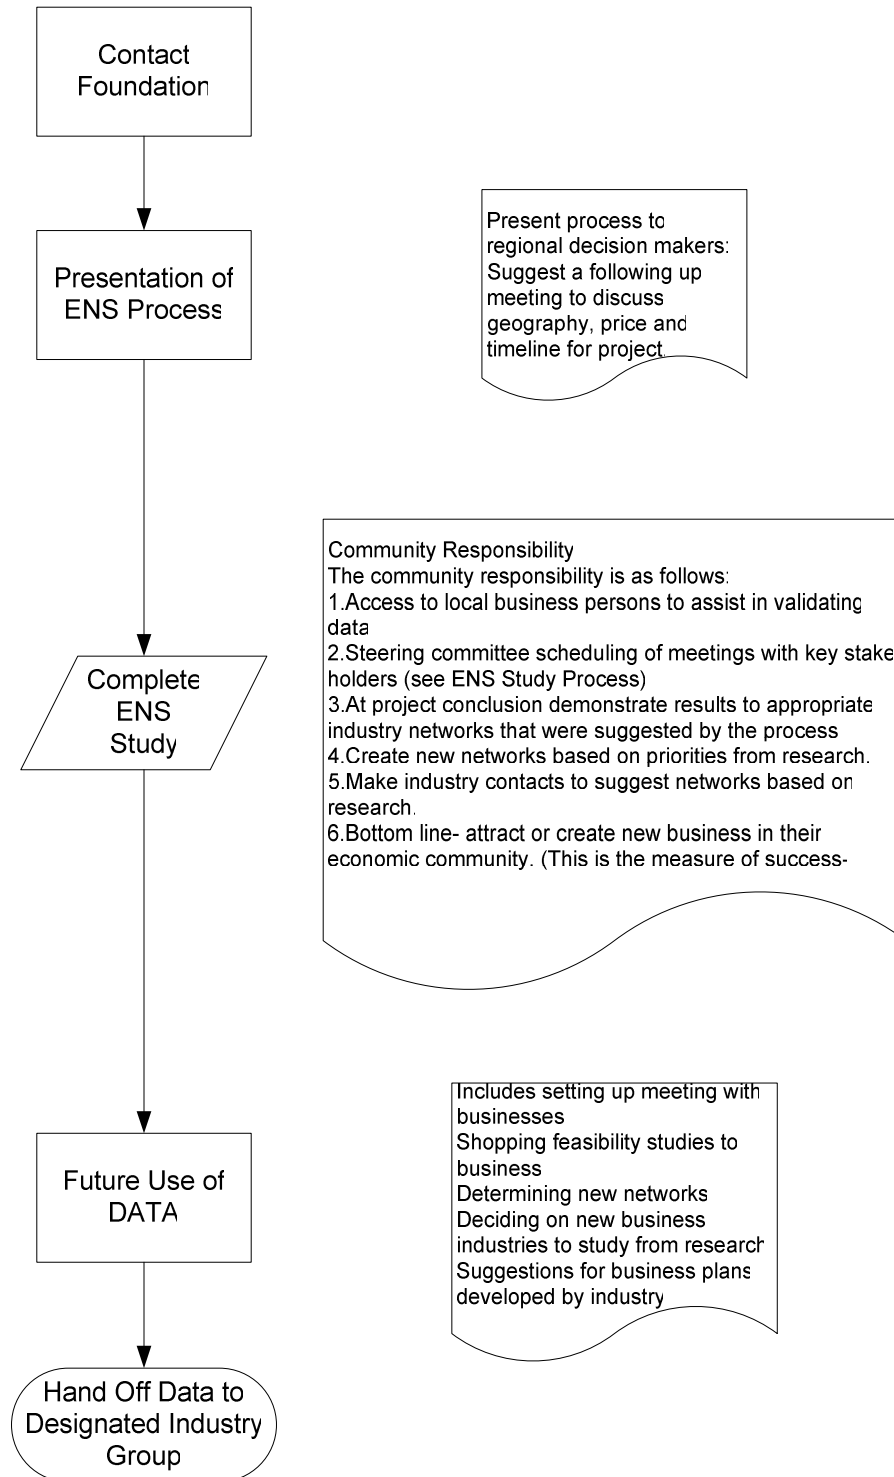 Contact
Foundation
Presentation of
ENS Process
Present process to
regional decision makers:
Suggest a following up
meeting to discuss
geography, price and
timeline for project.
Complete
ENS
Study
Community Responsibility
The community responsibility is as follows:
1.Access to local business persons to assist in validating
data
2.Steering committee scheduling of meetings with key stake
holders (see ENS Study Process)
3.At project conclusion demonstrate results to appropriate
industry networks that were suggested by the process
4.Create new networks based on priorities from research.
5.Make industry contacts to suggest networks based on
research.
6.Bottom line- attract or create new business in their
economic community. (This is the measure of success-
Future Use of
DATA
Includes setting up meeting with
businesses
Shopping feasibility studies to
business
Determining new networks
Deciding on new business
industries to study from research
Suggestions for business plans
developed by industry
Hand Off Data to
Designated Industry
Group